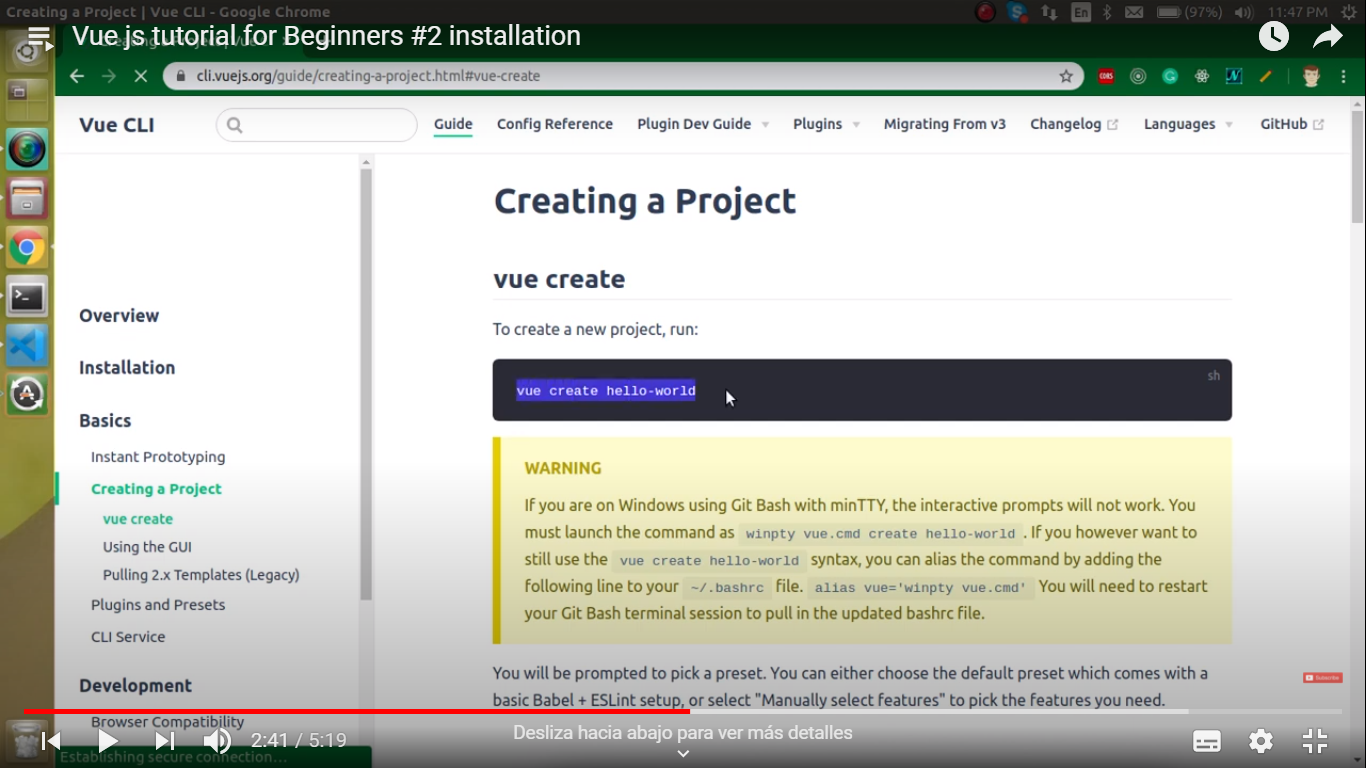 Creating a Project | Vue CLI - Google Chrome
En
(97%)
11:47 PM
Vue js tutorial for Beginners #2 installation
cli.vuejs.org/guide/creating-a-project.html#vue-create
CORS
Vue CLI
Guide
Config Reference
Plugin Dev Guide
Plugins
Migrating From v3
Changelog
Languages
GitHub
Overview
Installation
Basics
Instant Prototyping
Creating a Project
vue create
Using the GUI
Pulling 2.x Templates (Legacy)
Plugins and Presets
CLI Service
Development
Browser Compatibility
Creating a Project
vue create
To create a new project, run:
sh
vue create hello-world
WARNING
If you are on Windows using Git Bash with minTTY, the interactive prompts will not work. You
must launch the command as winpty vue.cmd create hello-world . If you however want to
still use the vue create hello-world syntax, you can alias the command by adding the
following line to your ~/.bashrc file. alias vue='winpty vue.cmd' You will need to restart
your Git Bash terminal session to pull in the updated bashrc file.
You will be prompted to pick a preset. You can either choose the default preset which comes with a
basic Babel + ESLint setup, or select "Manually select features" to pick the features you need.
Subscribe
2:41 / 5:19
Desliza hacia abajo para ver más detalles
Establishing secure connection...